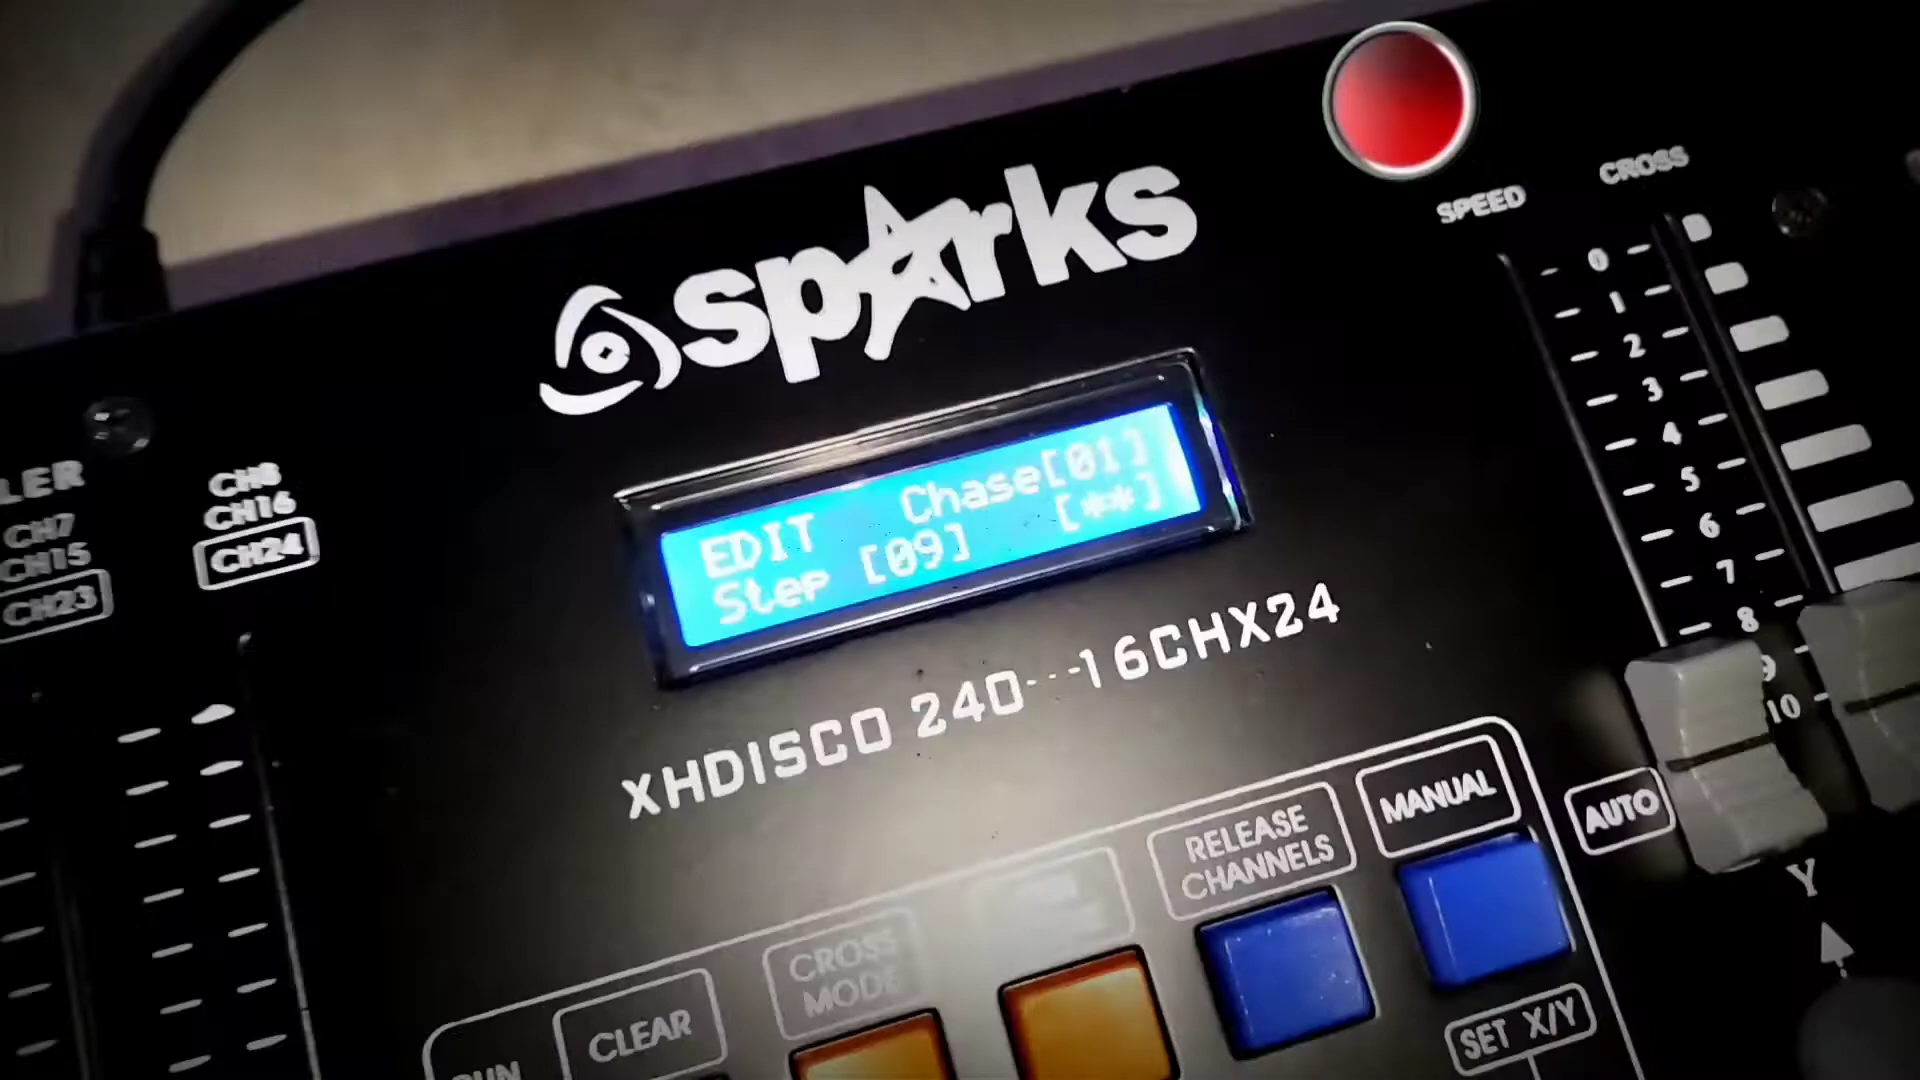 sparks
SPEED
CROSS
0
1
2
3
4
5
6
7
8
9
10
LER
CH7
CH15
CH23
CH8
CH16
CH24
EDIT Chase[01]
Step [09] [**]
XHDISCO 240---16CHX24
CLEAR
CROSS
MODE
RELEASE
CHANNELS
MANUAL
AUTO
SET X/Y
Y